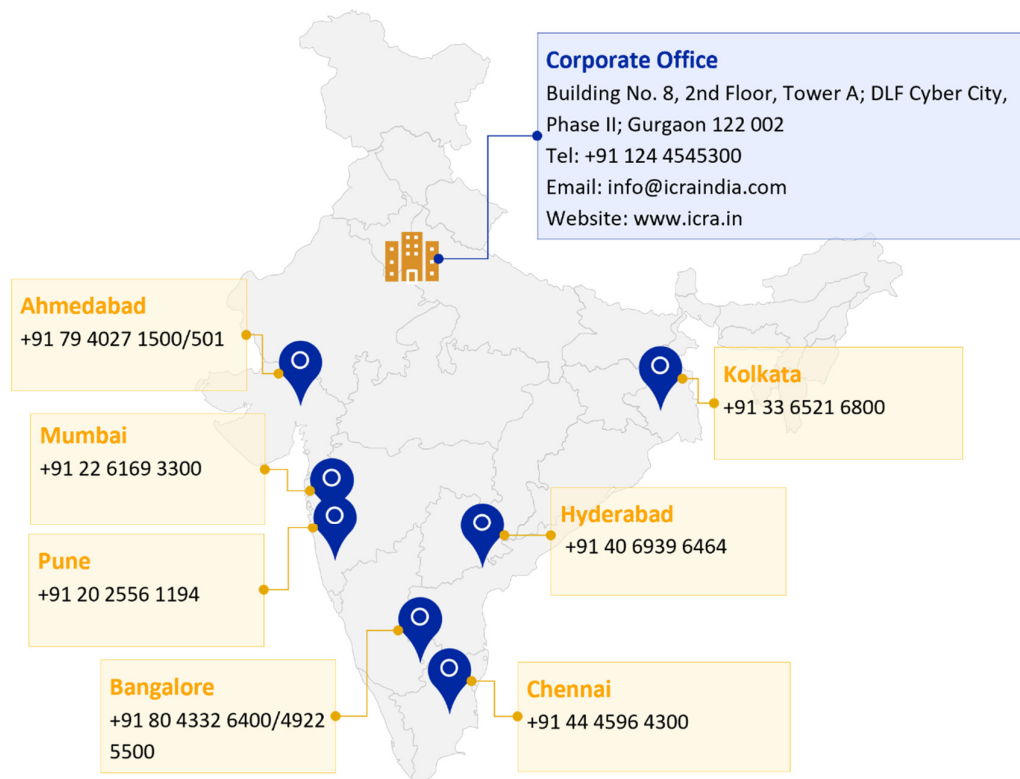 Corporate Office
Building No. 8, 2nd Floor, Tower A; DLF Cyber City,
Phase II; Gurgaon 122 002
Tel: +91 124 4545300
Email: info@icraindia.com
Website: www.icra.in
Ahmedabad
+91 79 4027 1500/501
Kolkata
+91 33 6521 6800
Mumbai
+91 22 6169 3300
Hyderabad
+91 40 6939 6464
Pune
+91 20 2556 1194
Bangalore
+91 80 4332 6400/4922
5500
Chennai
+91 44 4596 4300